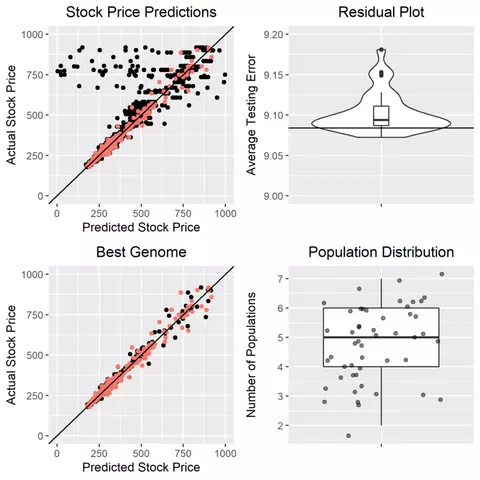 Stock Price Predictions
Actual Stock Price
1000
750
500
250
0
0 250 500 750 1000
Predicted Stock Price
Residual Plot
Average Testing Error
9.20
9.15
9.10
9.05
9.00
Best Genome
Actual Stock Price
1000
750
500
250
0
0 250 500 750 1000
Predicted Stock Price
Population Distribution
Number of Populations
7
6
5
4
3
2